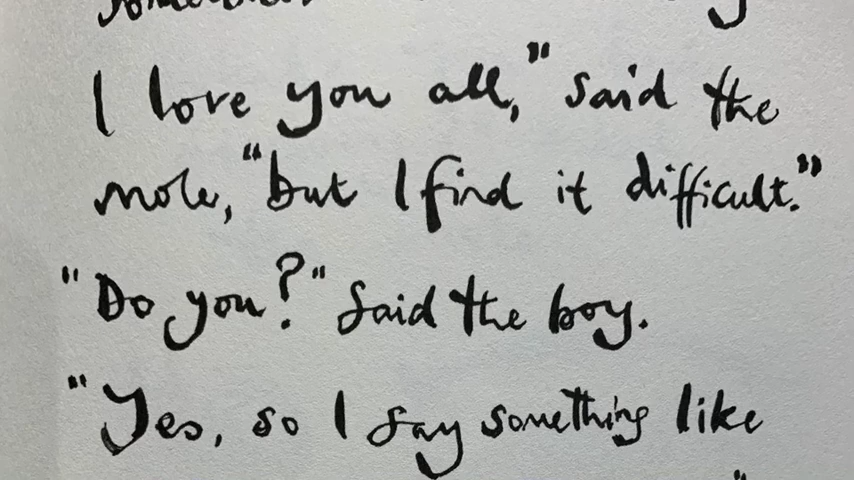 I love you all," said the
mole, "but I find it difficult."
"Do you?" said the boy.
"Yes, so I say something like